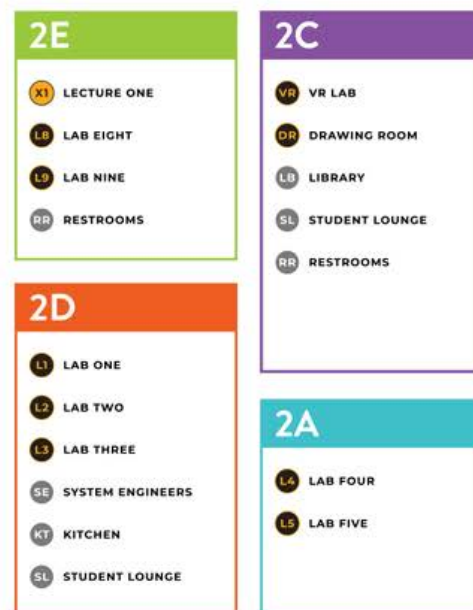 2E
X1 LECTURE ONE
L8 LAB EIGHT
L9 LAB NINE
RR RESTROOMS
2D
L1 LAB ONE
L2 LAB TWO
L3 LAB THREE
SE SYSTEM ENGINEERS
KT KITCHEN
SL STUDENT LOUNGE
2C
VR VR LAB
DR DRAWING ROOM
LB LIBRARY
SL STUDENT LOUNGE
RR RESTROOMS
2A
L4 LAB FOUR
L5 LAB FIVE